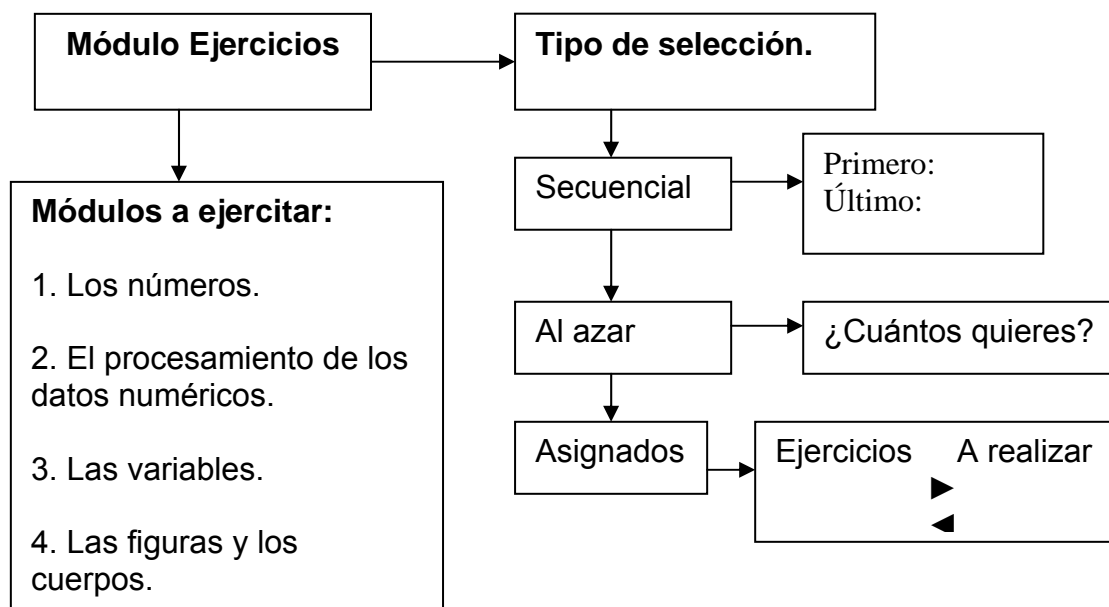 Módulo Ejercicios
Tipo de selección.
Módulos a ejercitar:
1. Los números.
2. El procesamiento de los
datos numéricos.
3. Las variables.
4. Las figuras y los
cuerpos.
Secuencial
Primero:
Último:
Al azar
¿Cuántos quieres?
Asignados
Ejercicios A realizar